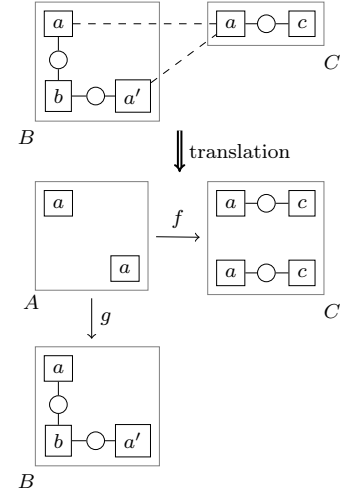 a a c
b a′
B C
translation
a a c
f
a a c
A C
g
a
b a′
B